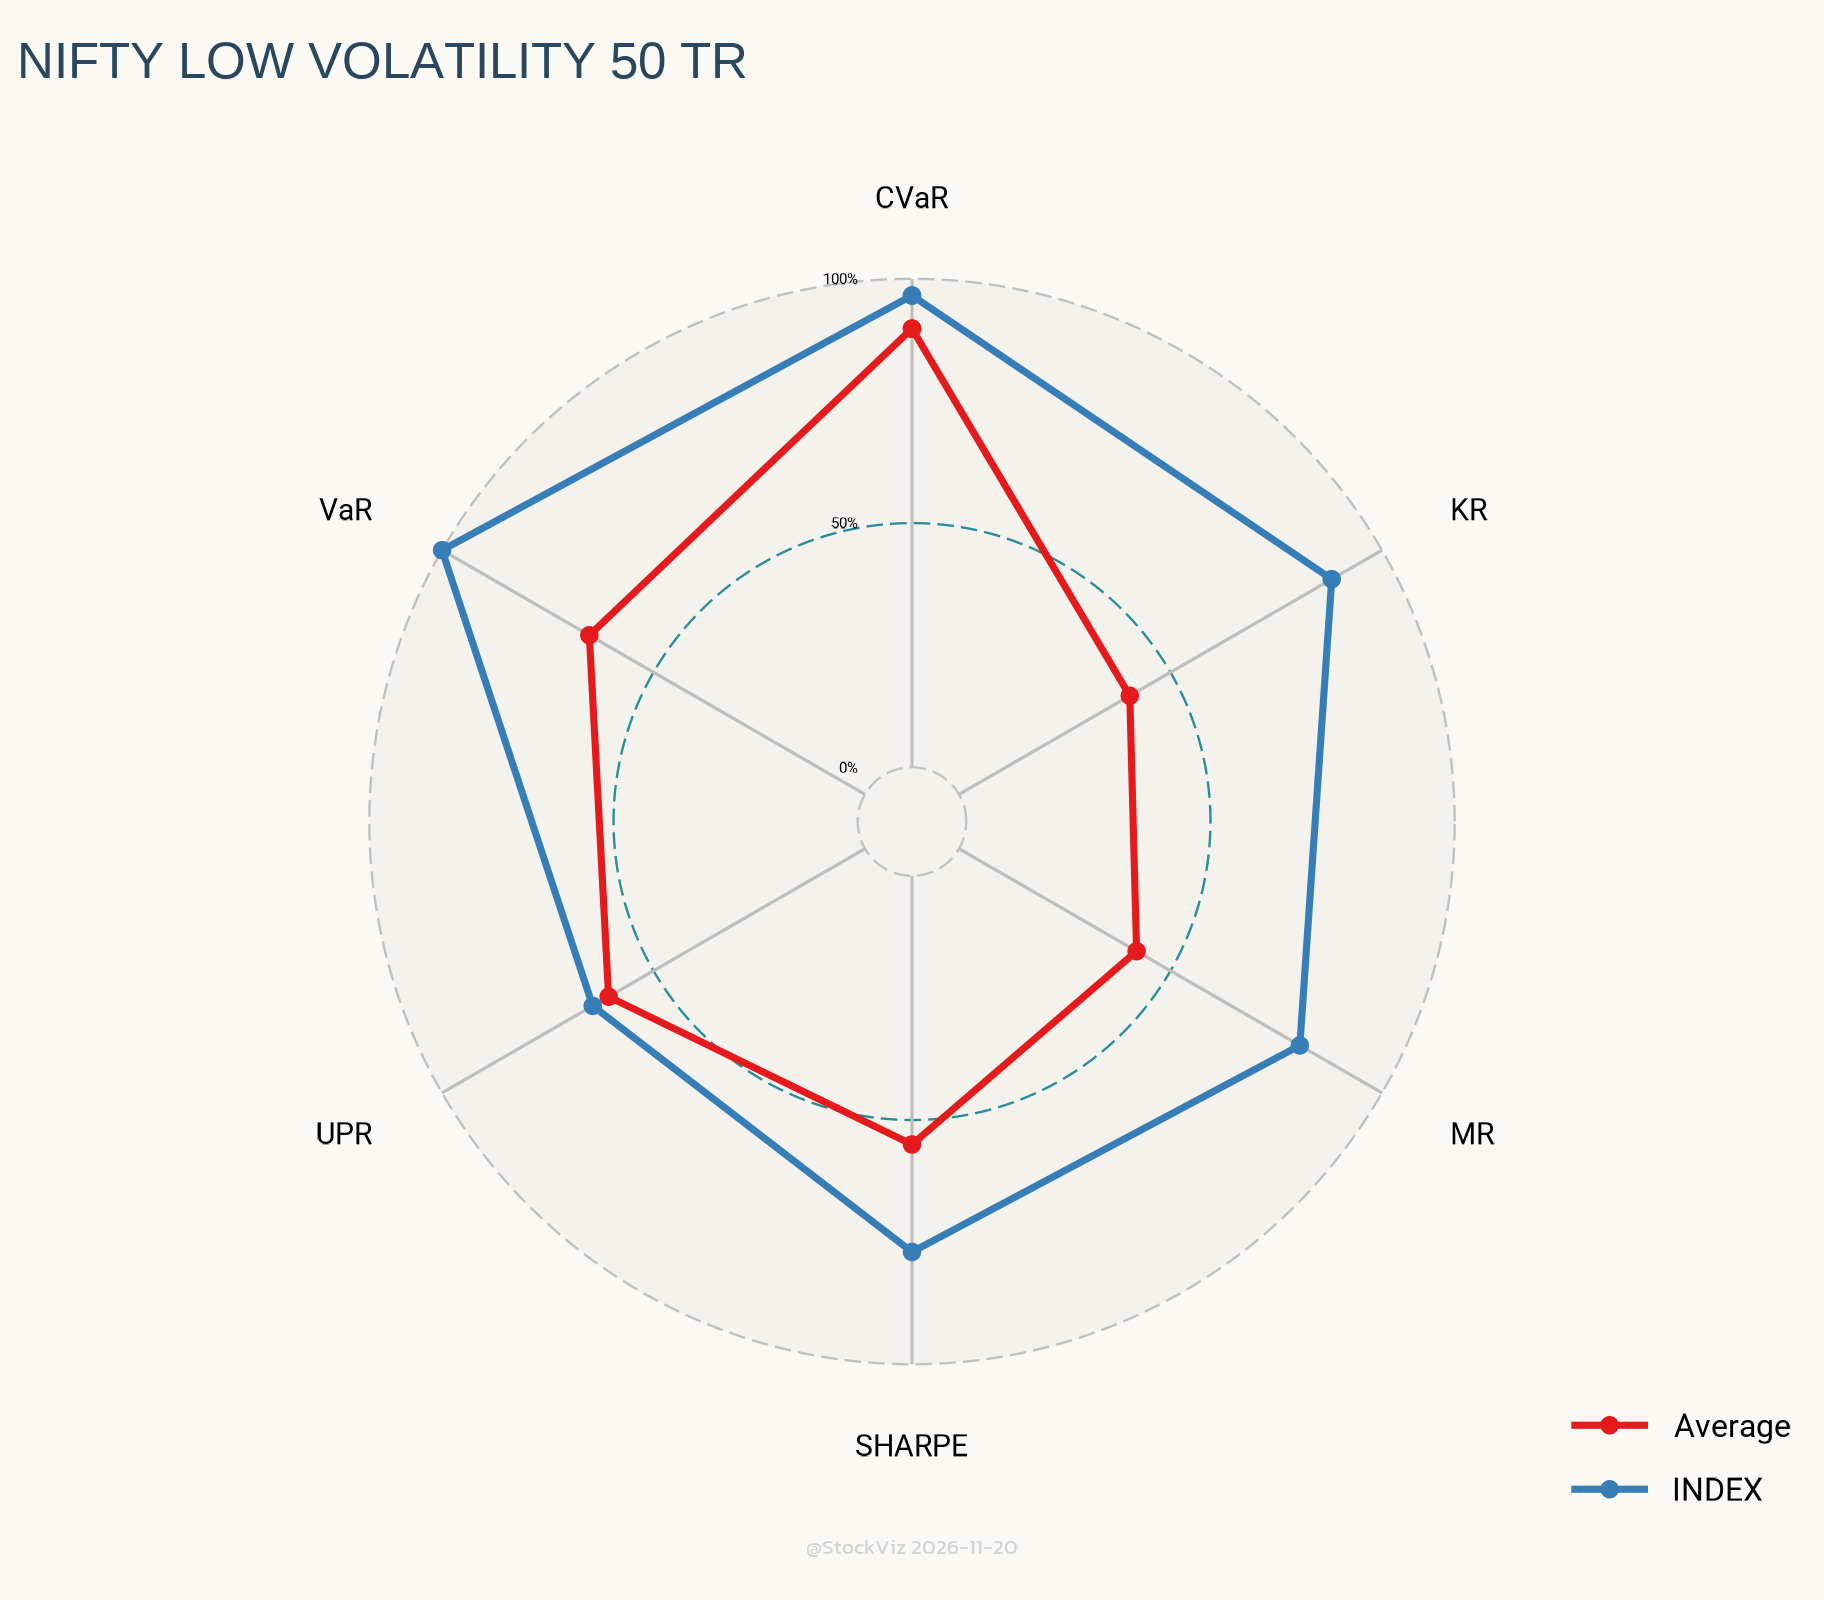 NIFTY LOW VOLATILITY 50 TR
CVaR
100%
VaR
KR
50%
0%
UPR
MR
SHARPE
Average
INDEX
@StockViz 2026-11-20